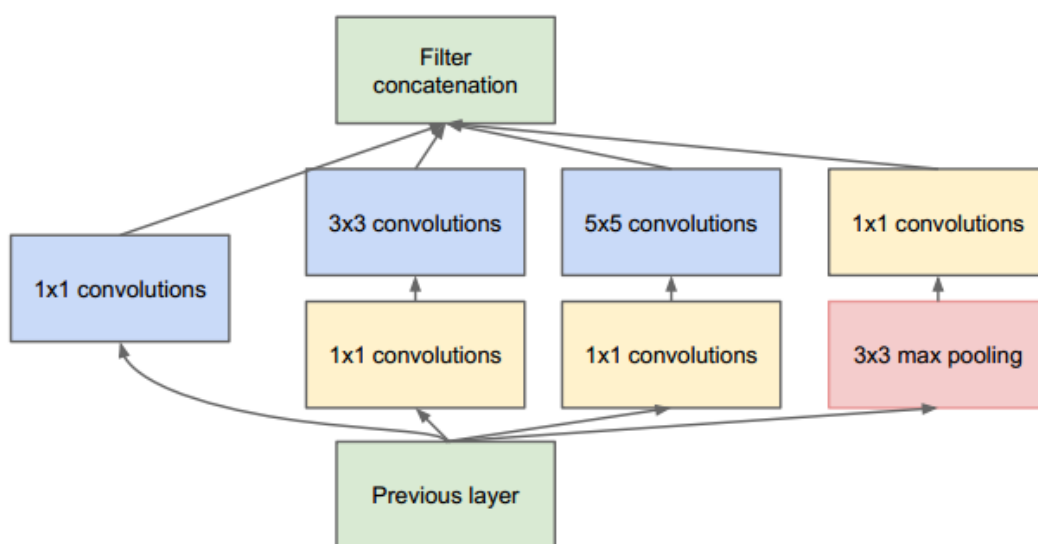 Filter
concatenation
3x3 convolutions
5x5 convolutions
1x1 convolutions
1x1 convolutions
1x1 convolutions
1x1 convolutions
3x3 max pooling
Previous layer